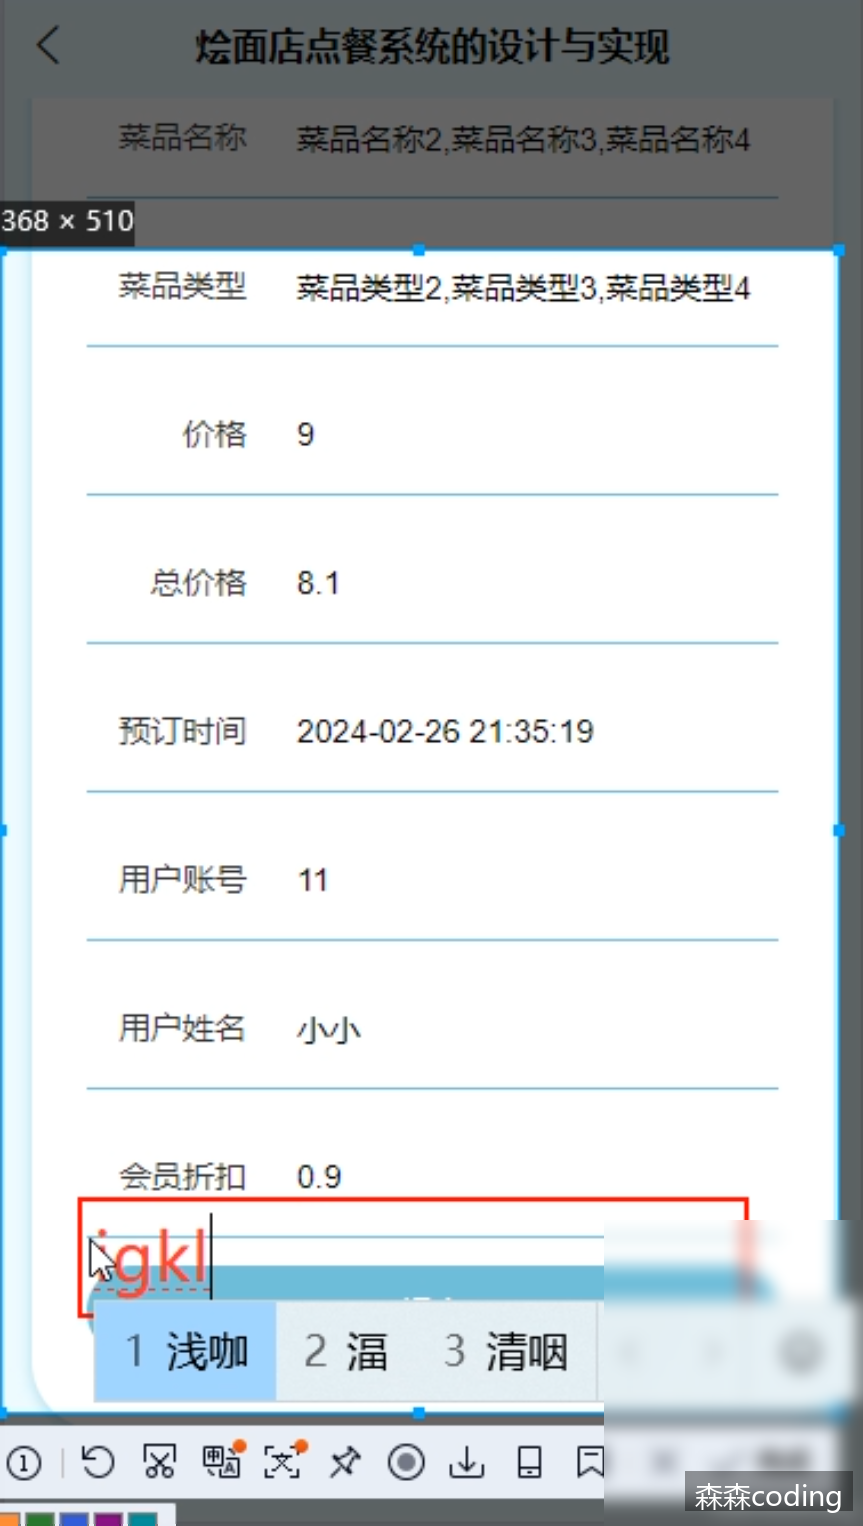 烩面店点餐系统的设计与实现
菜品名称 菜品名称2,菜品名称3,菜品名称4
368 × 510
菜品类型 菜品类型2,菜品类型3,菜品类型4
价格 9
总价格 8.1
预订时间 2024-02-26 21:35:19
用户账号 11
用户姓名 小小
会员折扣 0.9
igkl
1 浅咖 2 湢 3 清咽
森森coding